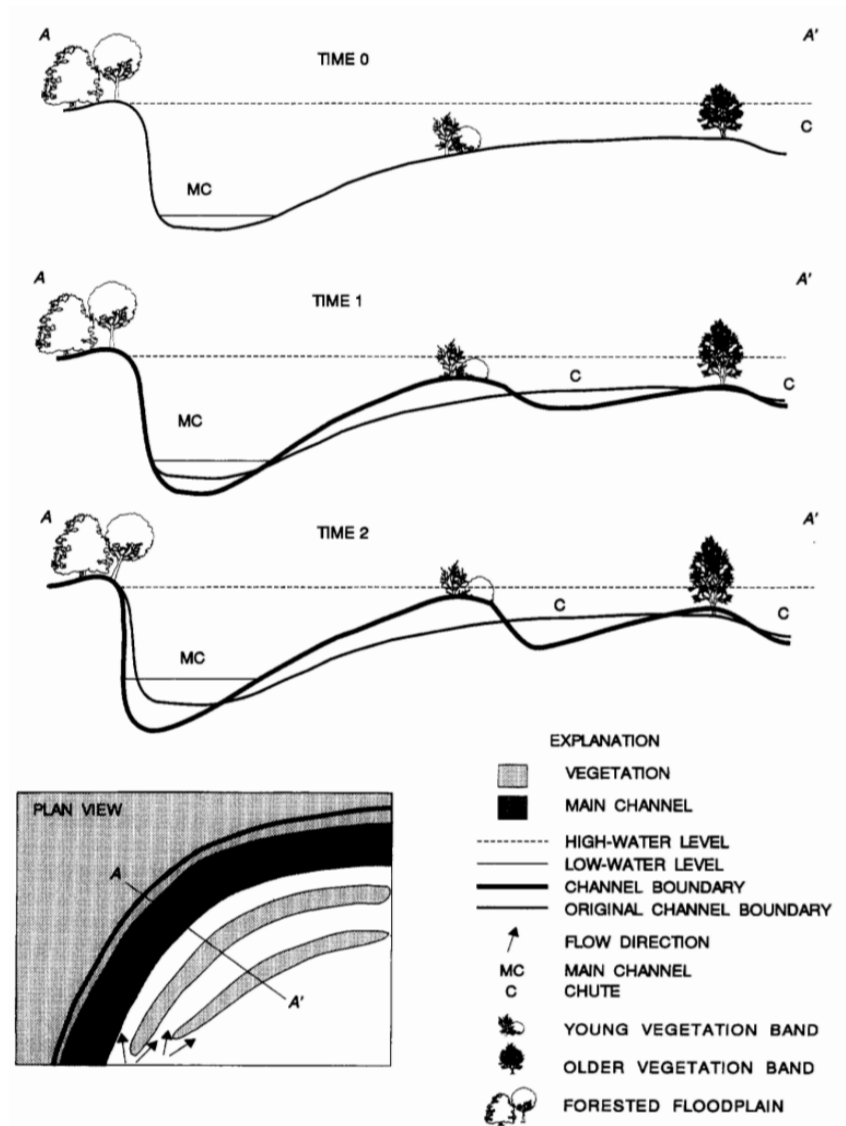 A
A'
TIME 0
C
MC
A
A'
TIME 1
C
C
MC
A
A'
TIME 2
C
C
MC
EXPLANATION
VEGETATION
MAIN CHANNEL
HIGH-WATER LEVEL
LOW-WATER LEVEL
CHANNEL BOUNDARY
ORIGINAL CHANNEL BOUNDARY
FLOW DIRECTION
MC MAIN CHANNEL
C CHUTE
YOUNG VEGETATION BAND
OLDER VEGETATION BAND
FORESTED FLOODPLAIN
PLAN VIEW
A
A'